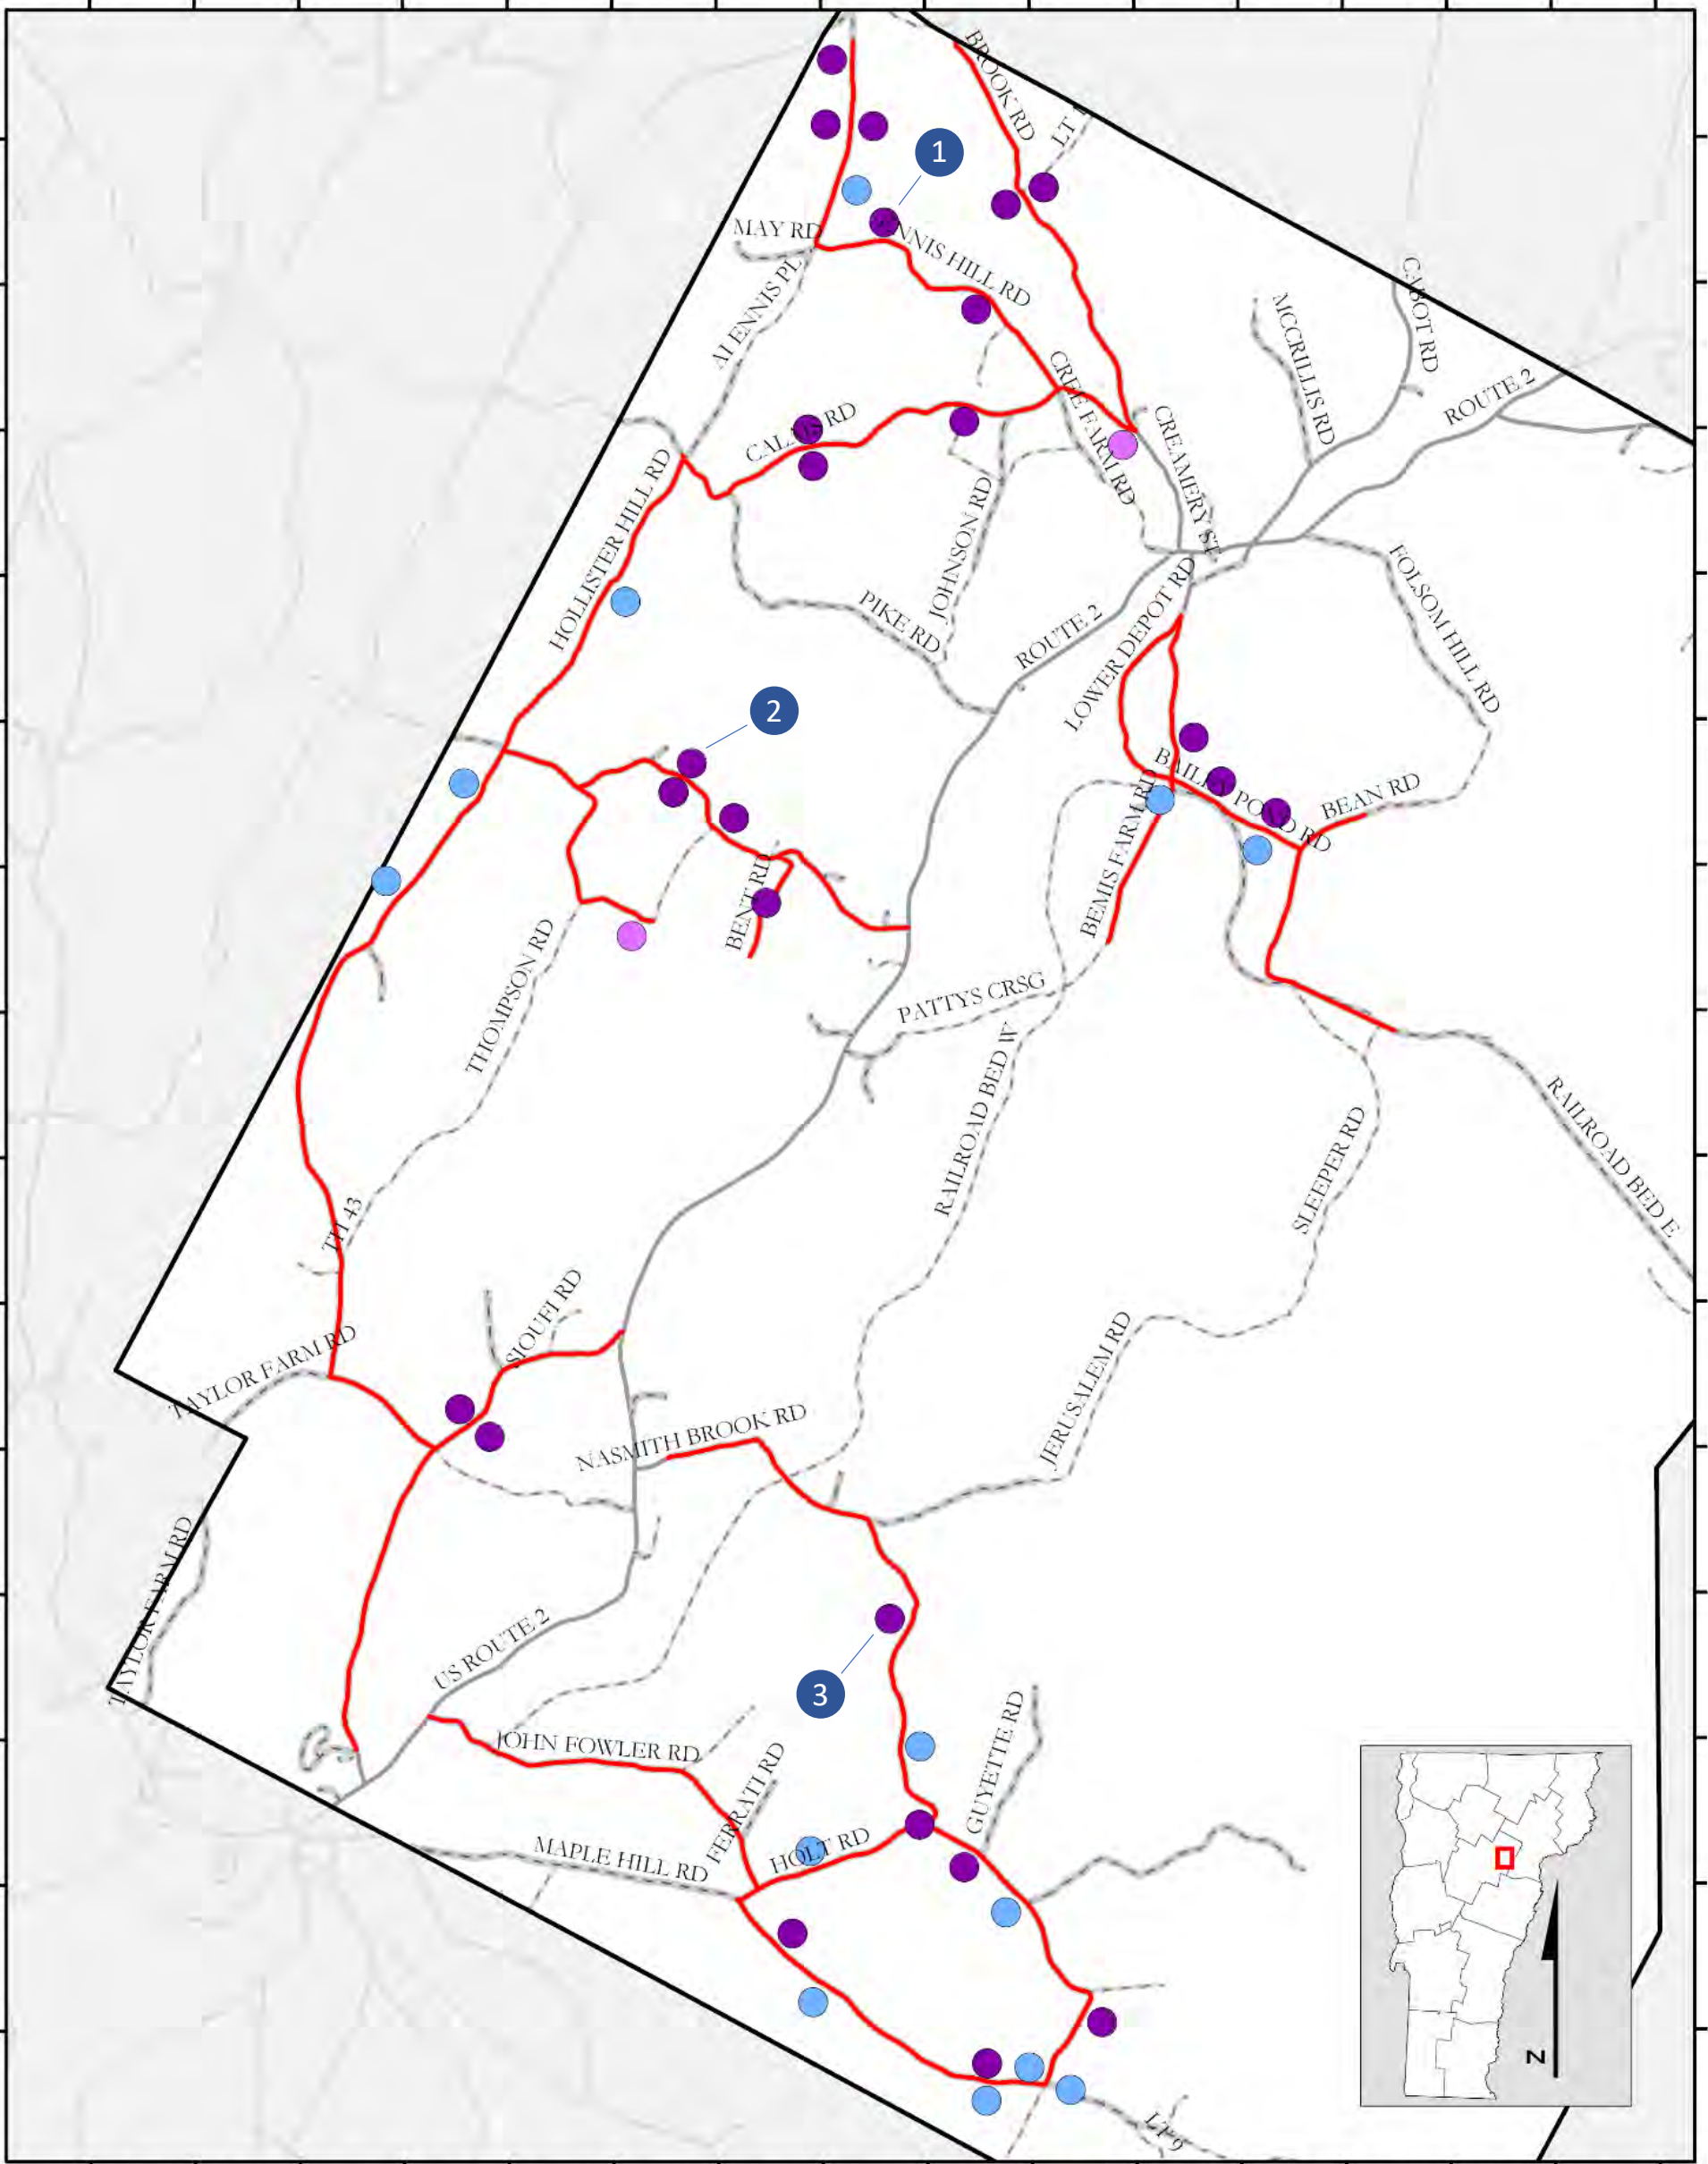 BROOK RD
LT
1
MAY RD
ENNIS HILL RD
AJ ENNIS PL
CABOT RD
MCCRILLIS RD
ROUTE 2
CREE FARM RD
CREAMERY ST
CALAIS RD
HOLLISTER HILL RD
JOHNSON RD
PIKE RD
ROUTE 2
LOWER DEPOT RD
FOLSOM HILL RD
2
BAILEY POND RD
BEAN RD
BEMIS FARM RD
BENT RD
THOMPSON RD
PATTYS CRSG
RAILROAD BED W
RAILROAD BED E
SLEEPER RD
TH 43
SIOUFI RD
TAYLOR FARM RD
JERUSALEM RD
NASMITH BROOK RD
TAYLOR FARM RD
US ROUTE 2
3
JOHN FOWLER RD
GUYETTE RD
FERRATI RD
HOLT RD
MAPLE HILL RD
LT 9
N